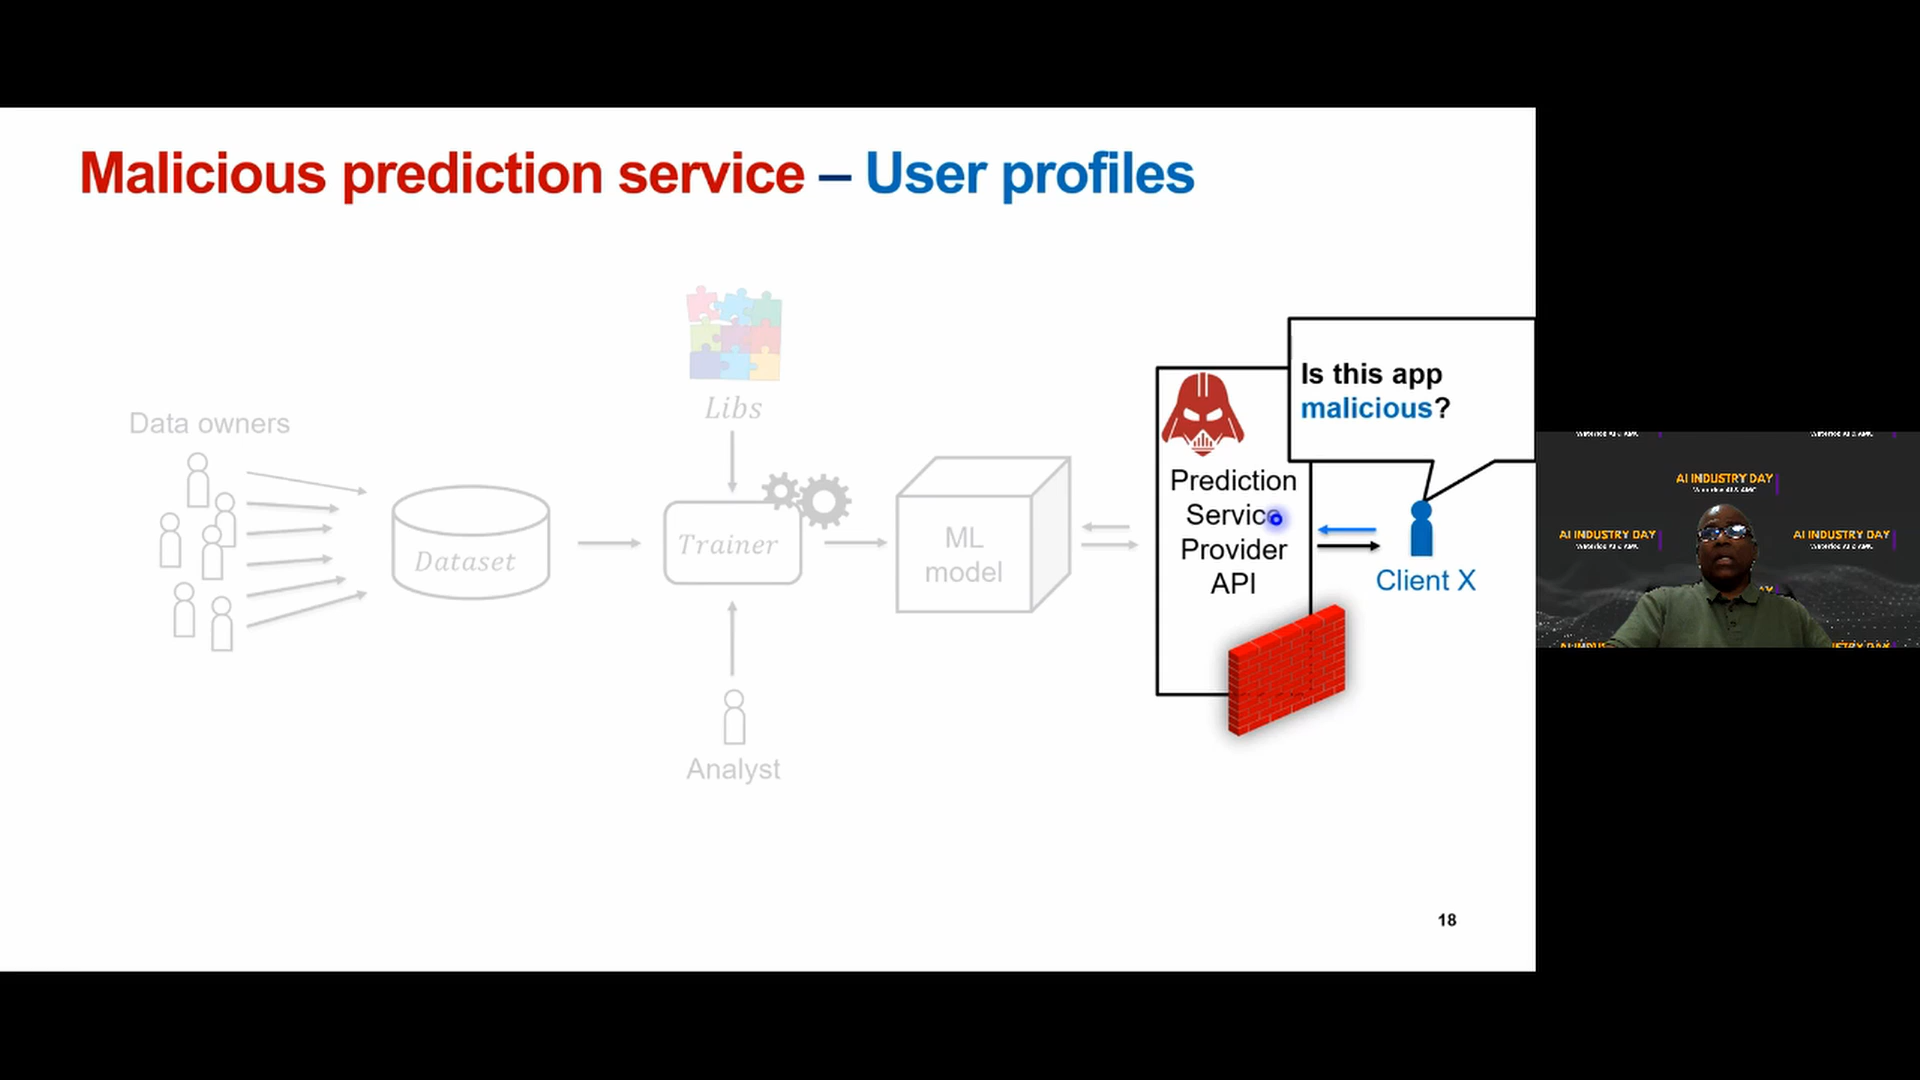 Malicious prediction service – User profiles
Libs
Data owners
Dataset
Trainer
ML
model
Analyst
Prediction
Service
Provider
API
Is this app
malicious?
Client X
18
AI INDUSTRY DAY
AI INDUSTRY DAY
AI INDUSTRY DAY